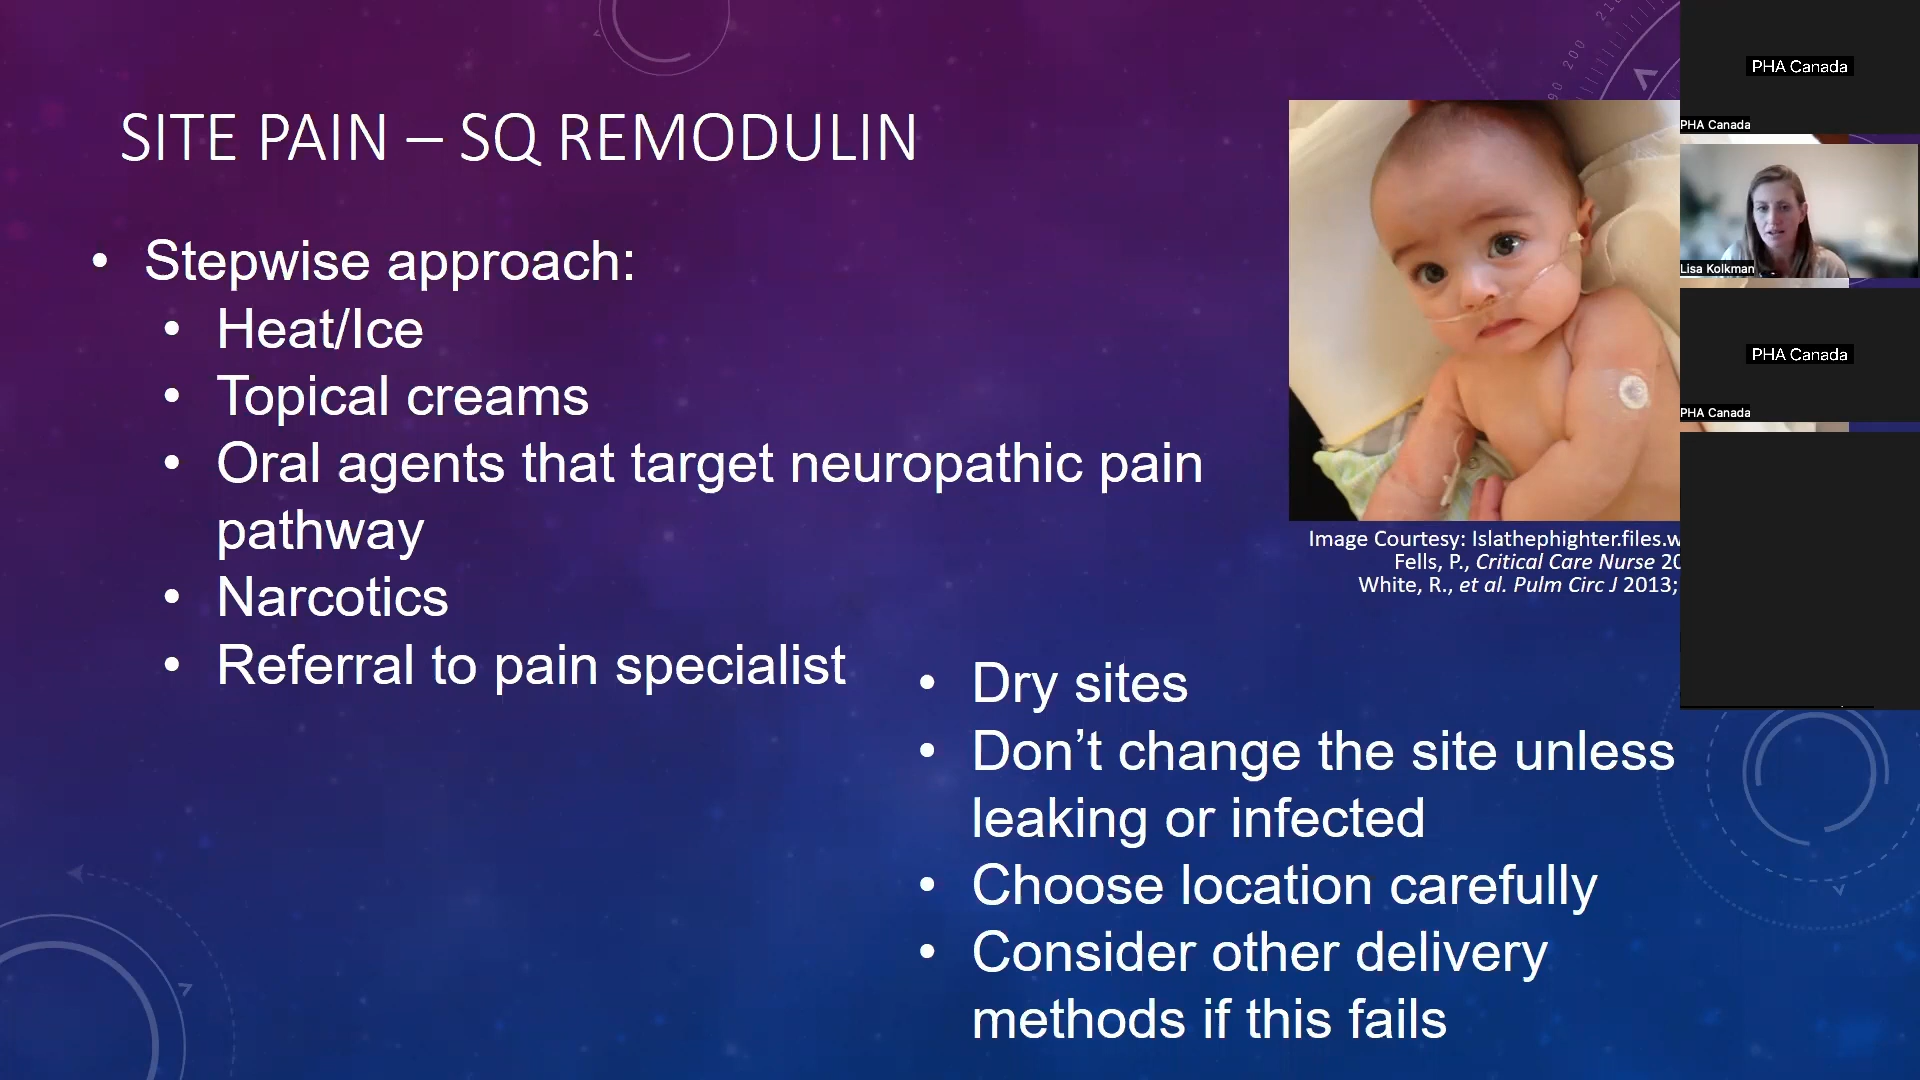 SITE PAIN – SQ REMODULIN
• Stepwise approach:
• Heat/Ice
• Topical creams
• Oral agents that target neuropathic pain
pathway
• Narcotics
• Referral to pain specialist
Image Courtesy: Islathephighter.files.w
Fells, P., Critical Care Nurse 20
White, R., et al. Pulm Circ J 2013;
• Dry sites
• Don’t change the site unless
leaking or infected
• Choose location carefully
• Consider other delivery
methods if this fails
PHA Canada
PHA Canada
Lisa Kolkman
PHA Canada
PHA Canada
200